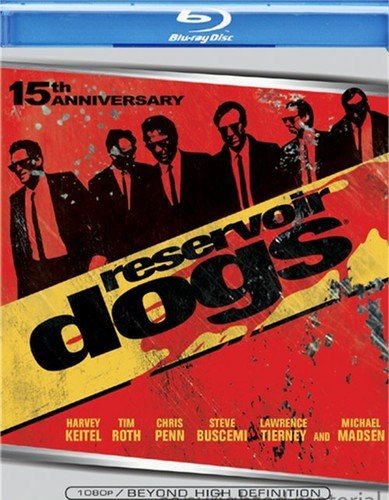 Blu-ray Disc
15th
ANNIVERSARY
reservoir
dogs
HARVEY KEITEL TIM ROTH CHRIS PENN STEVE BUSCEMI LAWRENCE TIERNEY AND MICHAEL MADSEN
1080P / BEYOND HIGH DEFINITION